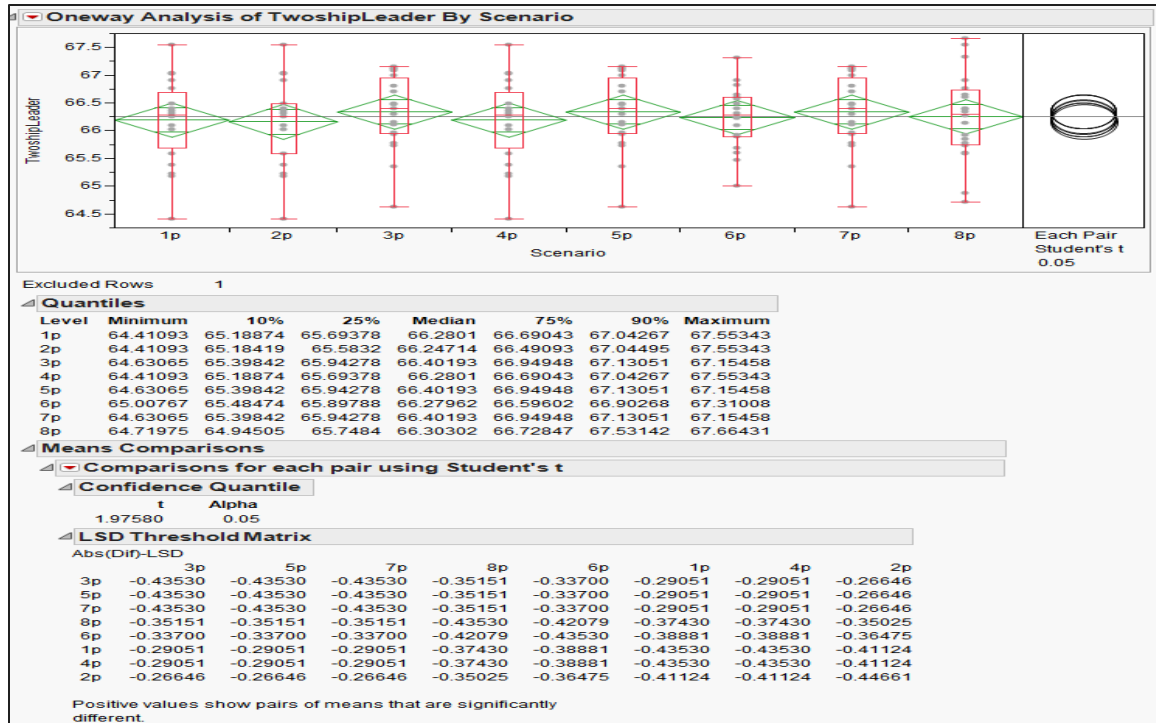 Oneway Analysis of TwoshipLeader By Scenario
67.5
67
66.5
66
65.5
65
64.5
TwoshipLeader
1p 2p 3p 4p 5p 6p 7p 8p
Scenario
Each Pair
Student's t
0.05
Excluded Rows 1
Quantiles
Level Minimum 10% 25% Median 75% 90% Maximum
1p 64.41093 65.18874 65.69378 66.2801 66.69043 67.04267 67.55343
2p 64.41093 65.18419 65.5832 66.24714 66.49093 67.04495 67.55343
3p 64.63065 65.39842 65.94278 66.40193 66.94948 67.13051 67.15458
4p 64.41093 65.18874 65.69378 66.2801 66.69043 67.04267 67.55343
5p 64.63065 65.39842 65.94278 66.40193 66.94948 67.13051 67.15458
6p 65.00767 65.48474 65.89788 66.27962 66.59602 66.90268 67.31008
7p 64.63065 65.39842 65.94278 66.40193 66.94948 67.13051 67.15458
8p 64.71975 64.94505 65.7484 66.30302 66.72847 67.53142 67.66431
Means Comparisons
Comparisons for each pair using Student's t
Confidence Quantile
t Alpha
1.97580 0.05
LSD Threshold Matrix
Abs(Dif)-LSD
3p 5p 7p 8p 6p 1p 4p 2p
3p -0.43530 -0.43530 -0.43530 -0.35151 -0.33700 -0.29051 -0.29051 -0.26646
5p -0.43530 -0.43530 -0.43530 -0.35151 -0.33700 -0.29051 -0.29051 -0.26646
7p -0.43530 -0.43530 -0.43530 -0.35151 -0.33700 -0.29051 -0.29051 -0.26646
8p -0.35151 -0.35151 -0.35151 -0.43530 -0.42079 -0.37430 -0.37430 -0.35025
6p -0.33700 -0.33700 -0.33700 -0.42079 -0.43530 -0.38881 -0.38881 -0.36475
1p -0.29051 -0.29051 -0.29051 -0.37430 -0.38881 -0.43530 -0.43530 -0.41124
4p -0.29051 -0.29051 -0.29051 -0.37430 -0.38881 -0.43530 -0.43530 -0.41124
2p -0.26646 -0.26646 -0.26646 -0.35025 -0.36475 -0.41124 -0.41124 -0.44661
Positive values show pairs of means that are significantly
different.